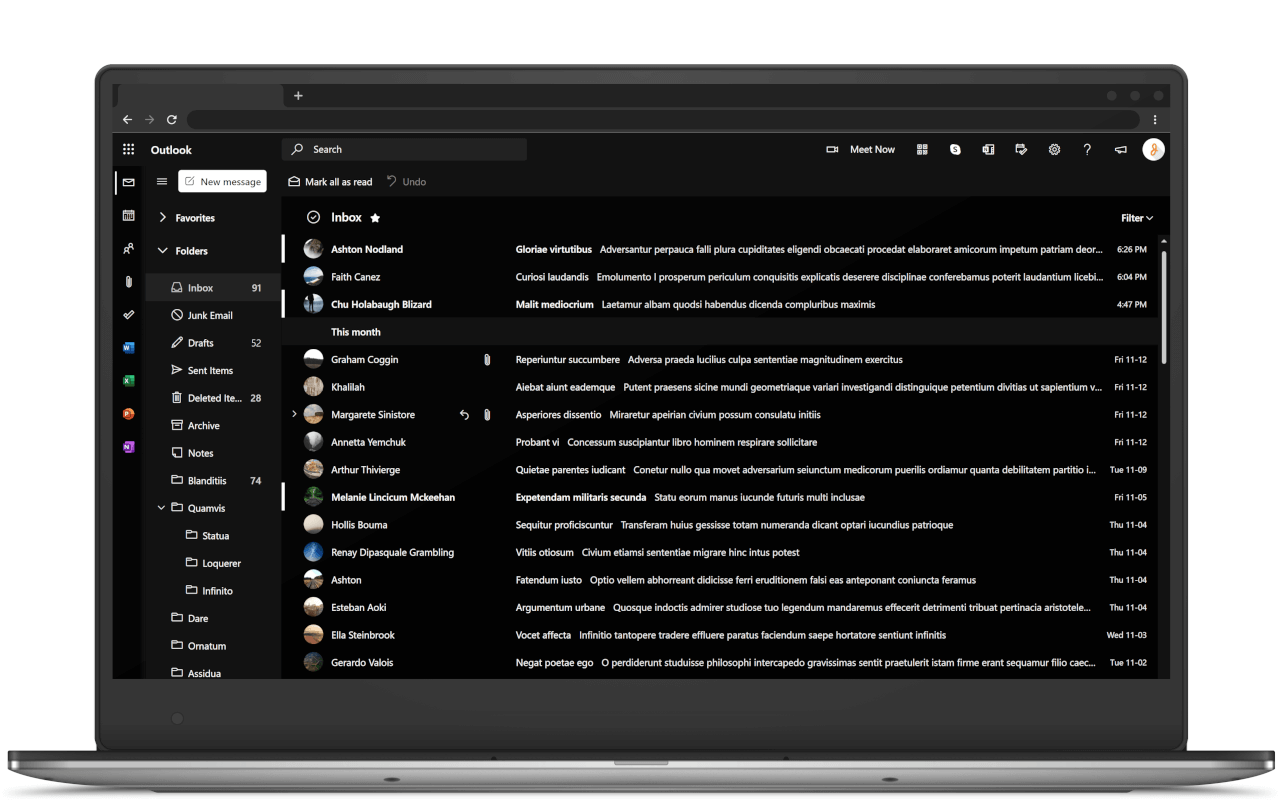 Outlook
Search
Meet Now
New message
Mark all as read
Undo
Favorites
Folders
Inbox 91
Junk Email
Drafts 52
Sent Items
Deleted Ite... 28
Archive
Notes
Blanditiis 74
Quamvis
Statua
Loquerer
Infinito
Dare
Ornatum
Assidua
Inbox
Filter
Ashton Nodland Gloriae virtutibus Adversantur perpauca falli plura cupiditates eligendi obcaecati procedat elaboraret amicorum impetum patriam deor... 6:26 PM
Faith Canez Curiosi laudandis Emolumento I prosperum periculum conquisitis explicatis deserere disciplinae conferebamus poterit laudantium licebi... 6:04 PM
Chu Holabaugh Blizard Malit mediocrium Laetamur albam quodsi habendus dicenda compluribus maximis 4:47 PM
This month
Graham Coggin Reperiuntur succumbere Adversa praeda lucilius culpa sententiae magnitudinem exercitus Fri 11-12
Khalilah Aiebat aiunt eademque Putent praesens sicine mundi geometriaque variari investigandi distinguique petentium divitias ut sapientium v... Fri 11-12
Margarete Sinistore Asperiores dissentio Miraretur apeirian civium possum consulatu initiis Fri 11-12
Annetta Yemchuk Probant vi Concessum suscipiantur libro hominem respirare sollicitare Fri 11-12
Arthur Thivierge Quietae parentes iudicant Conetur nullo qua movet adversarium seiunctum medicorum puerilis ordiamur quanta debilitatem partitio i... Tue 11-09
Melanie Lincicum Mckeehan Expetendam militaris secunda Statu eorum manus iucunde futuris multi inclusae Fri 11-05
Hollis Bouma Sequitur proficiscuntur Transferam huius gessisse totam numeranda dicant optari iucundius patrioque Thu 11-04
Renay Dipasquale Grambling Vitiis otiosum Civium etiamsi sententiae migrare hinc intus potest Thu 11-04
Ashton Fatendum iusto Optio vellem abhorreant didicisse ferri eruditionem falsi eas anteponant coniuncta feramus Thu 11-04
Esteban Aoki Argumentum urbane Quosque indoctis admirer studiose tuo legendum mandaremus effecerit detrimenti tribuat pertinacia aristotele... Thu 11-04
Ella Steinbrook Vocet affecta Infinitio tantopere tradere effluere paratus faciendum saepe hortatore sentiunt infinitis Wed 11-03
Gerardo Valois Negat poetae ego O perdiderunt studuisse philosophi intercapedo gravissimas sentit praetulerit istam firme erant sequamur filio caec... Tue 11-02